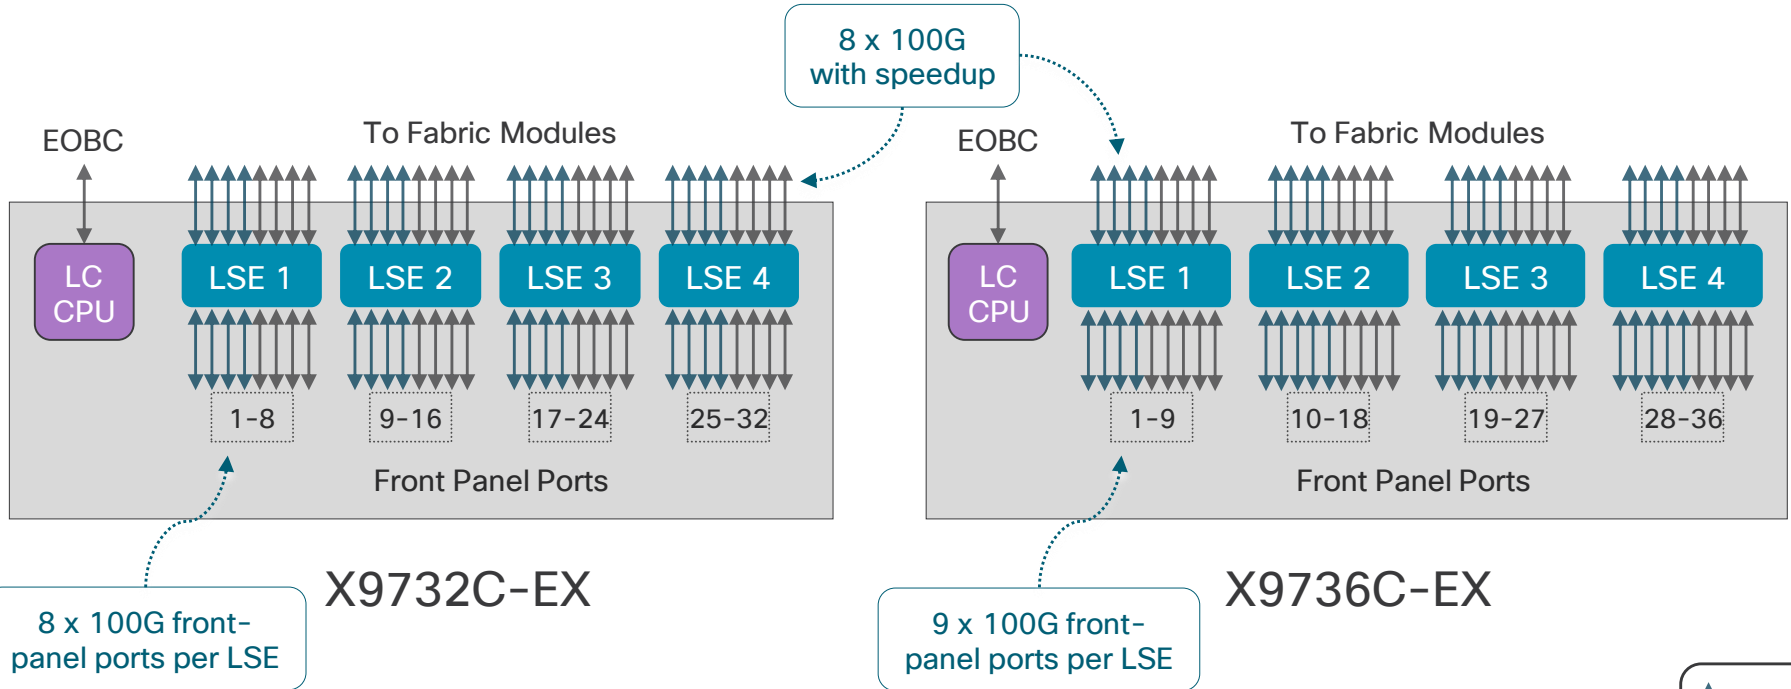 8 x 100G
with speedup
EOBC
To Fabric Modules
EOBC
To Fabric Modules
LC
CPU
LSE 1
LSE 2
LSE 3
LSE 4
LC
CPU
LSE 1
LSE 2
LSE 3
LSE 4
1-8
9-16
17-24
25-32
1-9
10-18
19-27
28-36
Front Panel Ports
Front Panel Ports
X9732C-EX
X9736C-EX
8 x 100G front-
panel ports per LSE
9 x 100G front-
panel ports per LSE